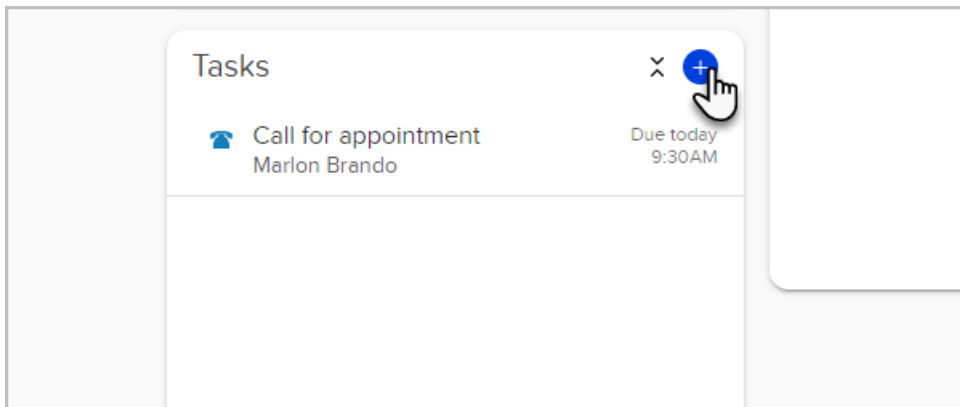 Tasks
Call for appointment
Marlon Brando
Due today
9:30AM